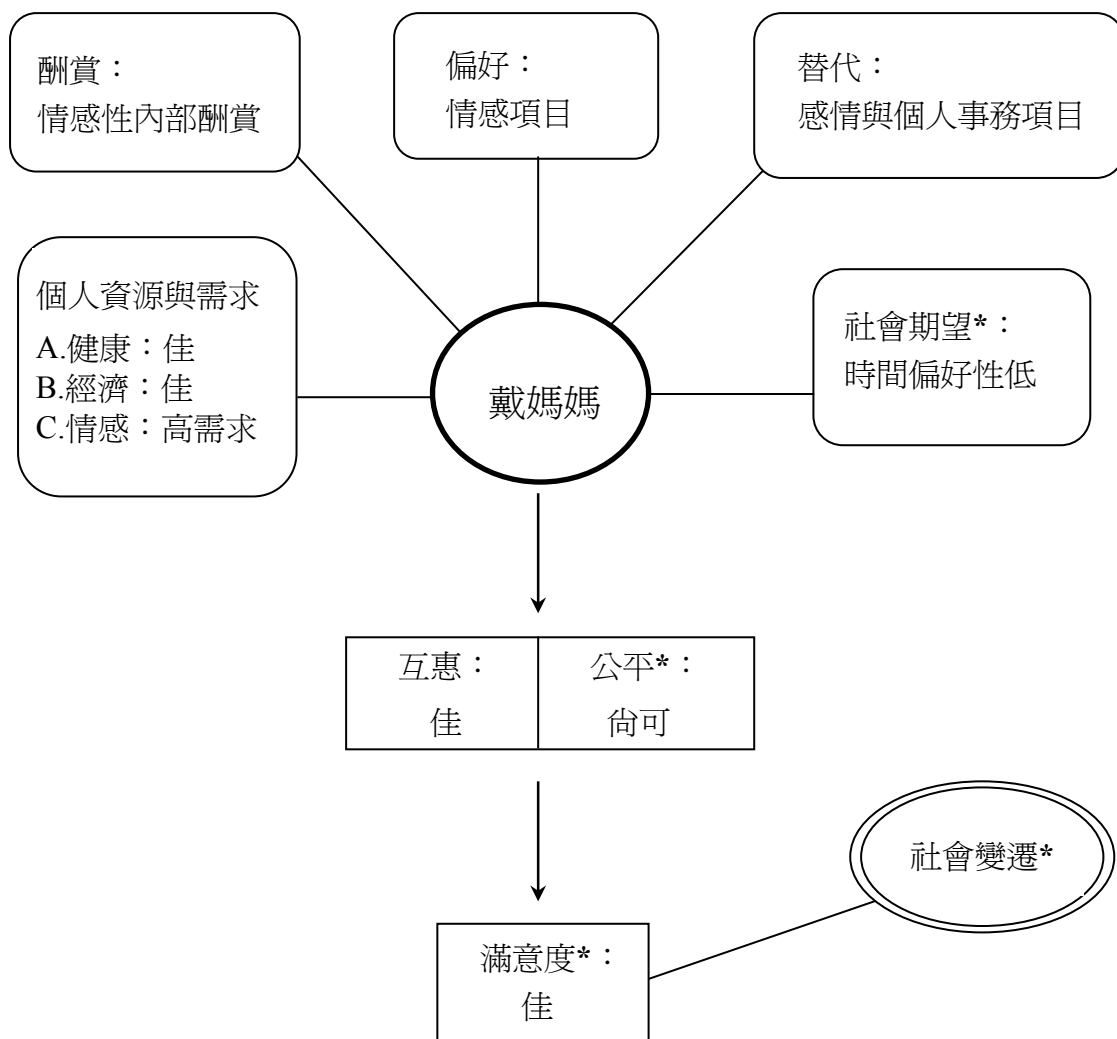 酬賞：
情感性內部酬賞
偏好：
情感項目
替代：
感情與個人事務項目
個人資源與需求
A.健康：佳
B.經濟：佳
C.情感：高需求
戴媽媽
社會期望*：
時間偏好性低
互惠：
佳
公平*：
尚可
社會變遷*
滿意度*：
佳